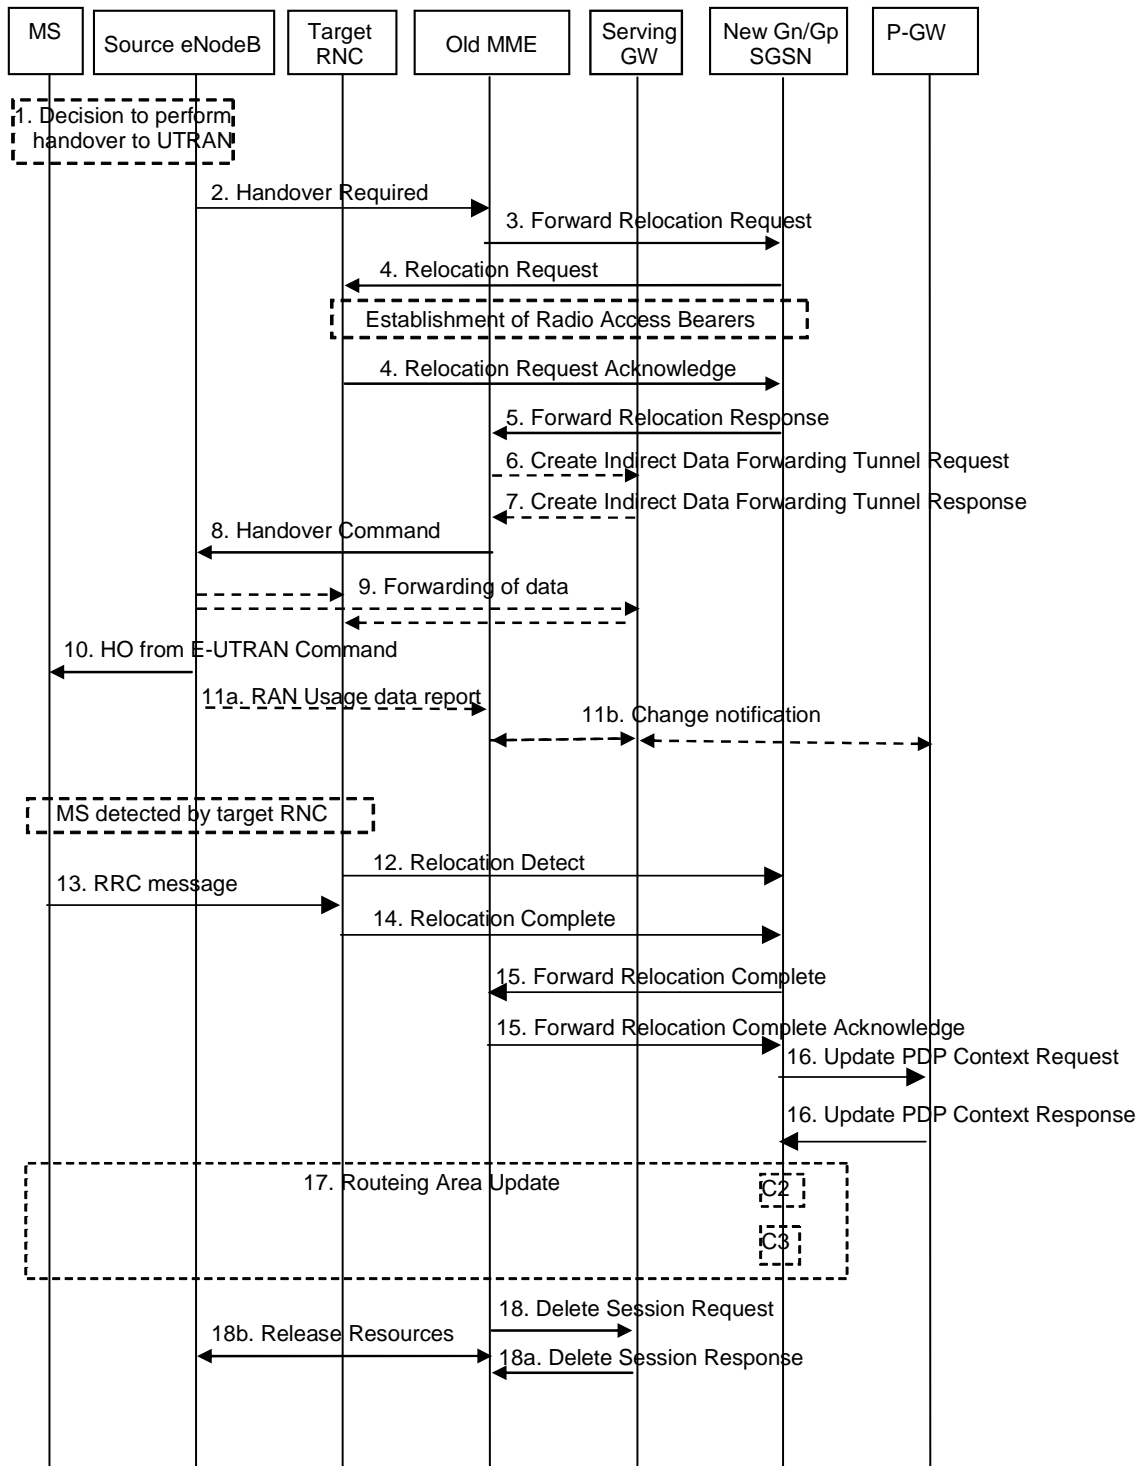 MS
Source eNodeB
Target
RNC
Old MME
Serving
GW
New Gn/Gp
SGSN
P-GW
1. Decision to perform
handover to UTRAN
2. Handover Required
3. Forward Relocation Request
4. Relocation Request
Establishment of Radio Access Bearers
4. Relocation Request Acknowledge
5. Forward Relocation Response
6. Create Indirect Data Forwarding Tunnel Request
7. Create Indirect Data Forwarding Tunnel Response
8. Handover Command
9. Forwarding of data
10. HO from E-UTRAN Command
11a. RAN Usage data report
11b. Change notification
MS detected by target RNC
12. Relocation Detect
13. RRC message
14. Relocation Complete
15. Forward Relocation Complete
15. Forward Relocation Complete Acknowledge
16. Update PDP Context Request
16. Update PDP Context Response
17. Routeing Area Update
C2
C3
18. Delete Session Request
18b. Release Resources
18a. Delete Session Response